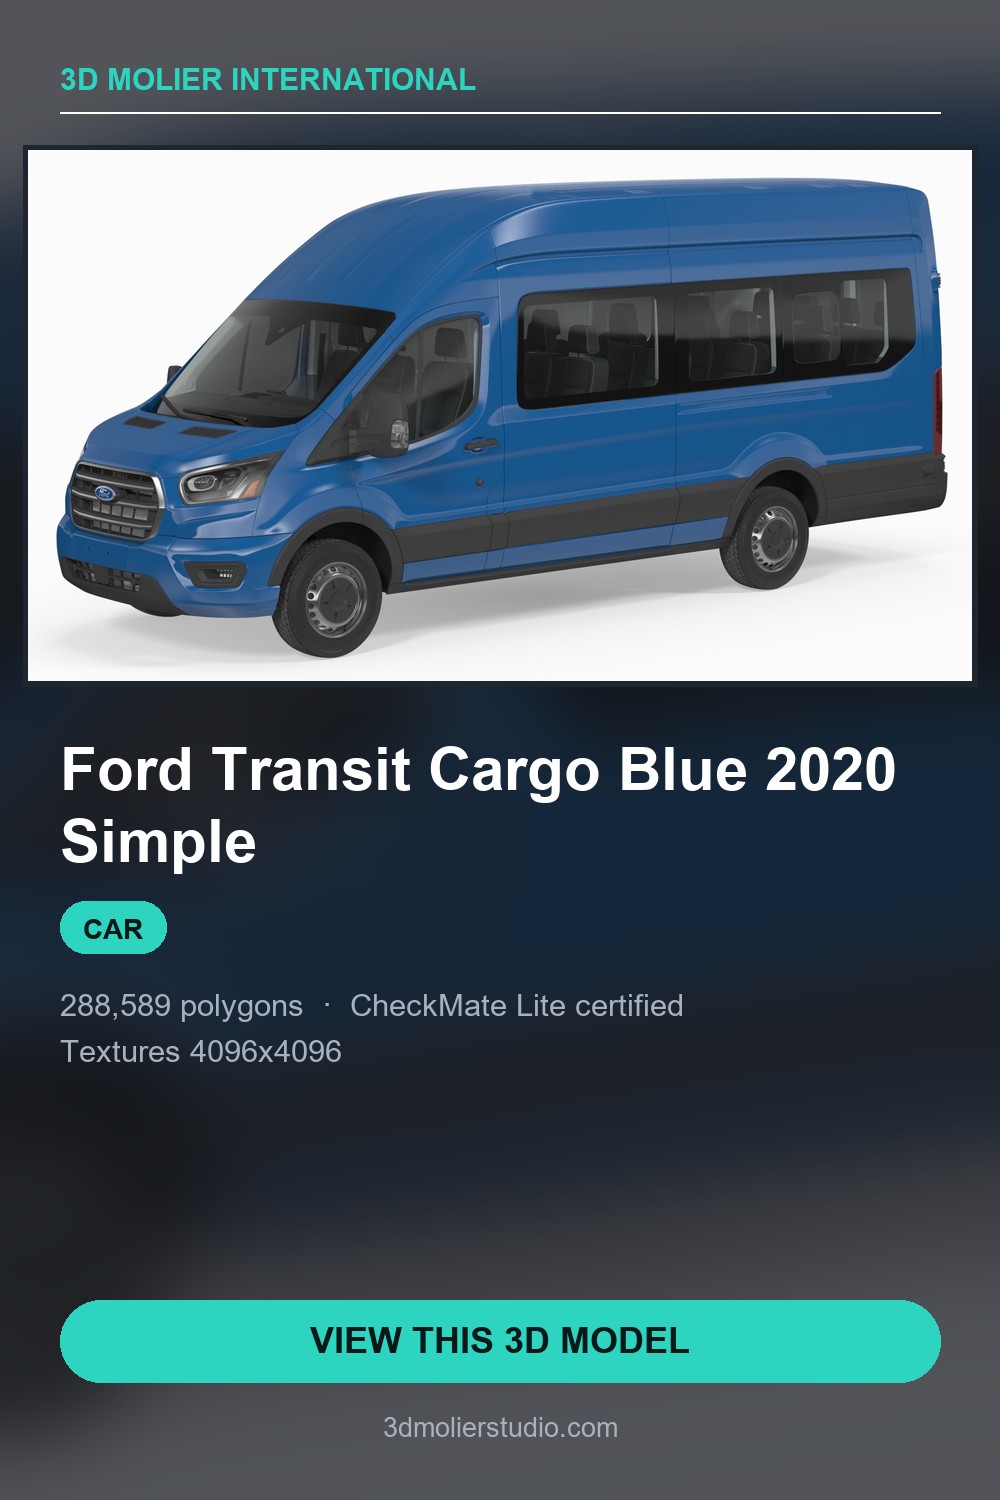 3D MOLIER INTERNATIONAL
Ford Transit Cargo Blue 2020
Simple
CAR
288,589 polygons · CheckMate Lite certified
Textures 4096x4096
VIEW THIS 3D MODEL
3dmolierstudio.com